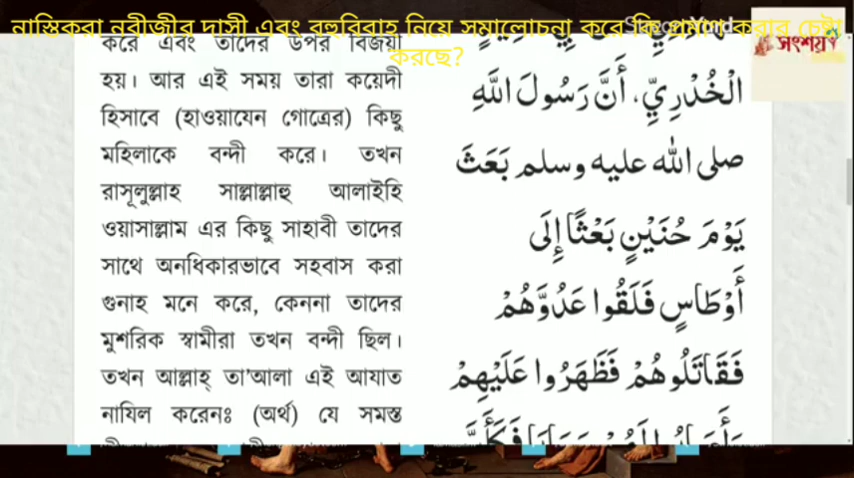 নাস্তিকরা নবীজীর দাসী এবং বহুবিবাহ নিয়ে সমালোচনা করে কি প্রমাণ করার চেষ্টা
করছে?
সংশয়
করে এবং তাদের উপর বিজয়ী
হয়। আর এই সময় তারা কয়েদী
হিসাবে (হাওয়াযেন গোত্রের) কিছু
মহিলাকে বন্দী করে। তখন
রাসূলুল্লাহ সাল্লাল্লাহু আলাইহি
ওয়াসাল্লাম এর কিছু সাহাবী তাদের
সাথে অনধিকারভাবে সহবাস করা
গুনাহ মনে করে, কেননা তাদের
মুশরিক স্বামীরা তখন বন্দী ছিল।
তখন আল্লাহ্ তা'আলা এই আযাত
নাযিল করেনঃ (অর্থ) যে সমস্ত
الْخُدْرِيِّ، أَنَّ رَسُولَ اللَّهِ
صلى الله عليه وسلم بَعَثَ
يَوْمَ حُنَيْنٍ بَعْثًا إِلَى
أَوْطَاسٍ فَلَقُوا عَدُوَّهُمْ
فَقَاتَلُوهُمْ فَظَهَرُوا عَلَيْهِمْ